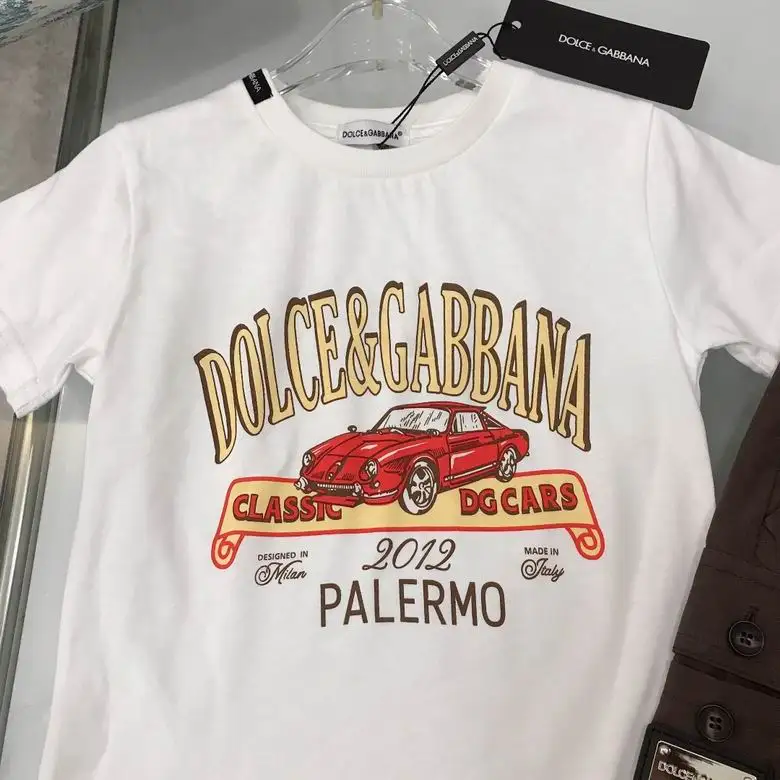 DOLCE & GABBANA
DOLCE&GABBANA
DOLCE&GABBANA®
DOLCE&GABBANA
CLASSIC DG CARS
DESIGNED IN
Milan
2012
MADE IN
Italy
PALERMO